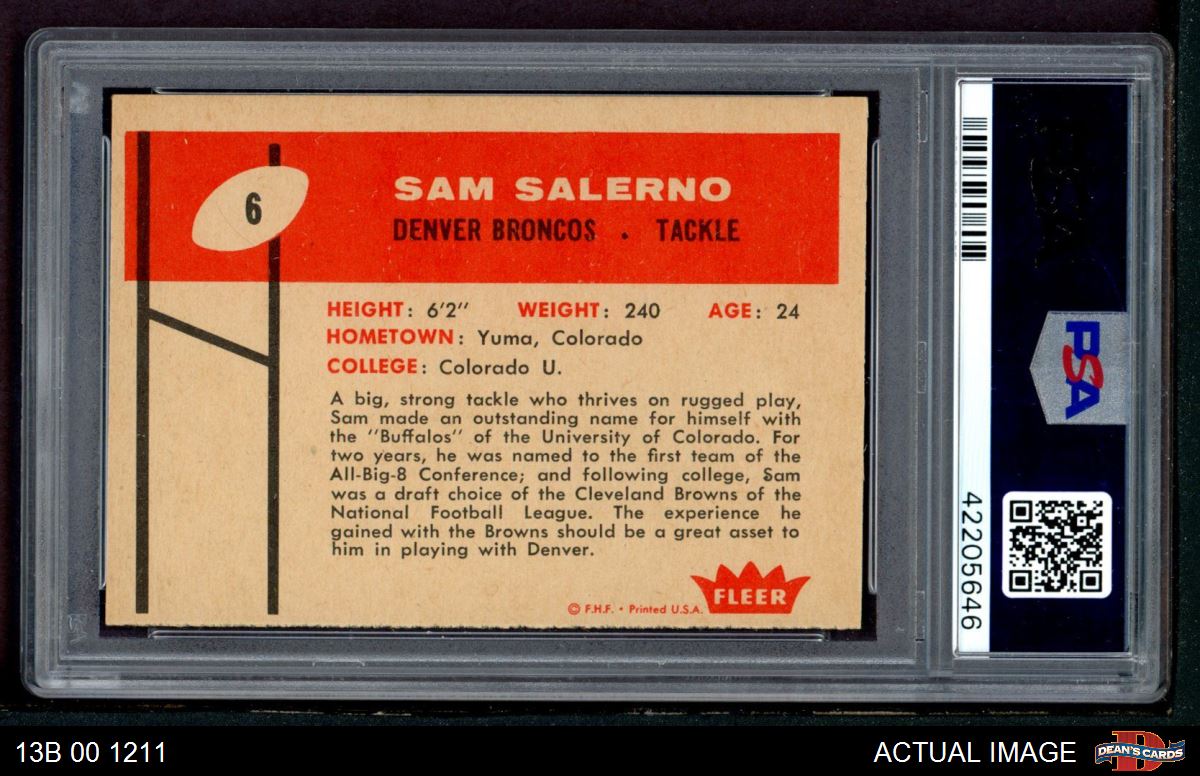 6
SAM SALERNO
DENVER BRONCOS . TACKLE
HEIGHT: 6'2" WEIGHT: 240 AGE: 24
HOMETOWN: Yuma, Colorado
COLLEGE: Colorado U.
A big, strong tackle who thrives on rugged play,
Sam made an outstanding name for himself with
the "Buffalos" of the University of Colorado. For
two years, he was named to the first team of the
All-Big-8 Conference; and following college, Sam
was a draft choice of the Cleveland Browns of the
National Football League. The experience he
gained with the Browns should be a great asset to
him in playing with Denver.
FLEER
© F.H.F. • Printed U.S.A.
PSA
42205646
13B 00 1211
ACTUAL IMAGE
DEAN'S CARDS